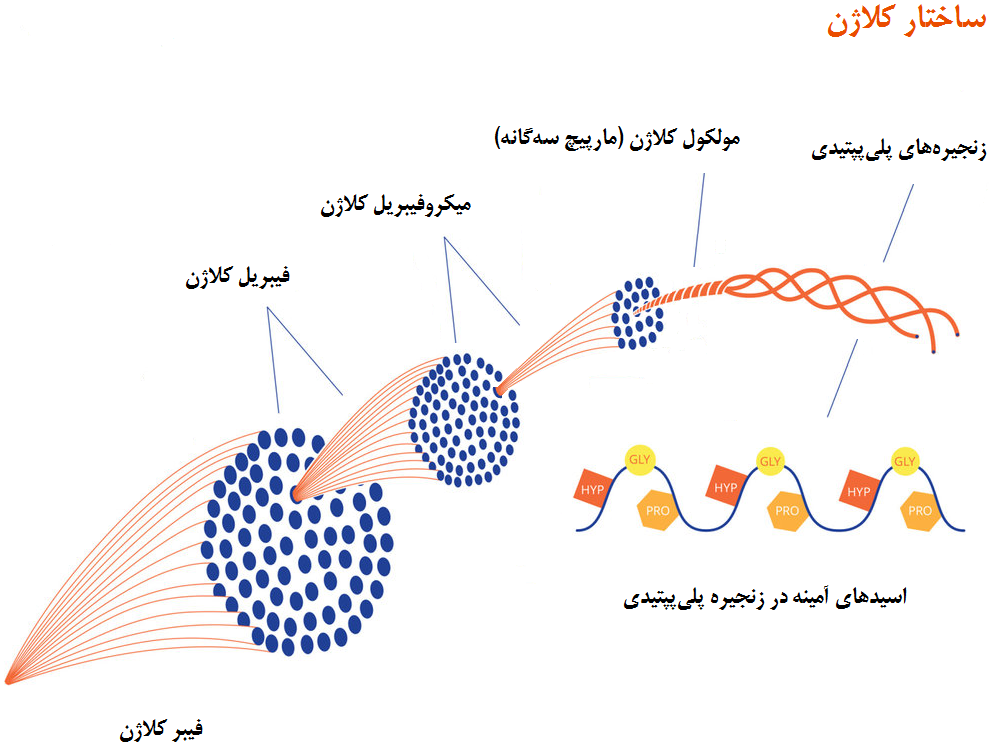 ساختار کلاژن
زنجیره‌های پلی‌پپتیدی
مولکول کلاژن (مارپیچ سه‌گانه)
میکروفیبریل کلاژن
فیبریل کلاژن
GLY GLY GLY
HYP HYP HYP
PRO PRO PRO
اسیدهای آمینه در زنجیره پلی‌پپتیدی
فیبر کلاژن